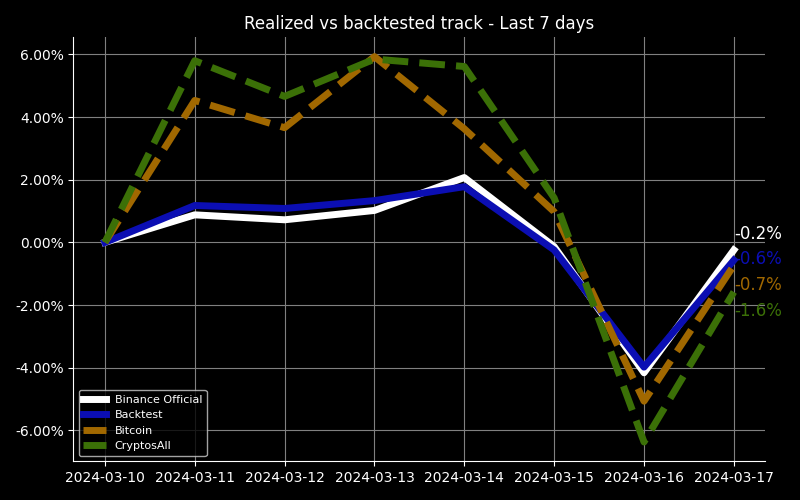 Realized vs backtested track - Last 7 days
6.00%
4.00%
2.00%
0.00%
-2.00%
-4.00%
-6.00%
-0.2%
-0.6%
-0.7%
-1.6%
Binance Official
Backtest
Bitcoin
CryptosAll
2024-03-10 2024-03-11 2024-03-12 2024-03-13 2024-03-14 2024-03-15 2024-03-16 2024-03-17